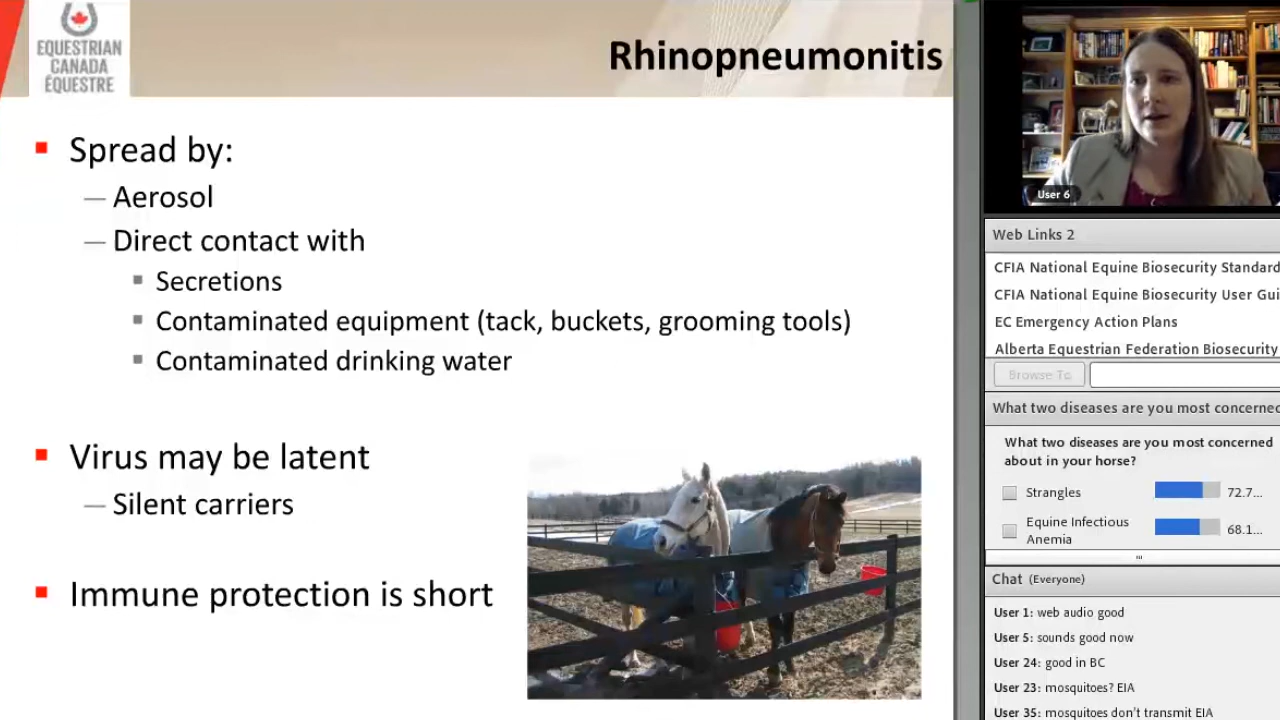 EQUESTRIAN
CANADA
ÉQUESTRE
Rhinopneumonitis
Spread by:
Aerosol
Direct contact with
Secretions
Contaminated equipment (tack, buckets, grooming tools)
Contaminated drinking water
Virus may be latent
Silent carriers
Immune protection is short
User 6
Web Links 2
CFIA National Equine Biosecurity Standard
CFIA National Equine Biosecurity User Gui
EC Emergency Action Plans
Alberta Equestrian Federation Biosecurity
Browse To
What two diseases are you most concerned
What two diseases are you most concerned
about in your horse?
Strangles 72.7...
Equine Infectious
Anemia 68.1...
Chat (Everyone)
User 1: web audio good
User 5: sounds good now
User 24: good in BC
User 23: mosquitoes? EIA
User 35: mosquitoes don't transmit EIA